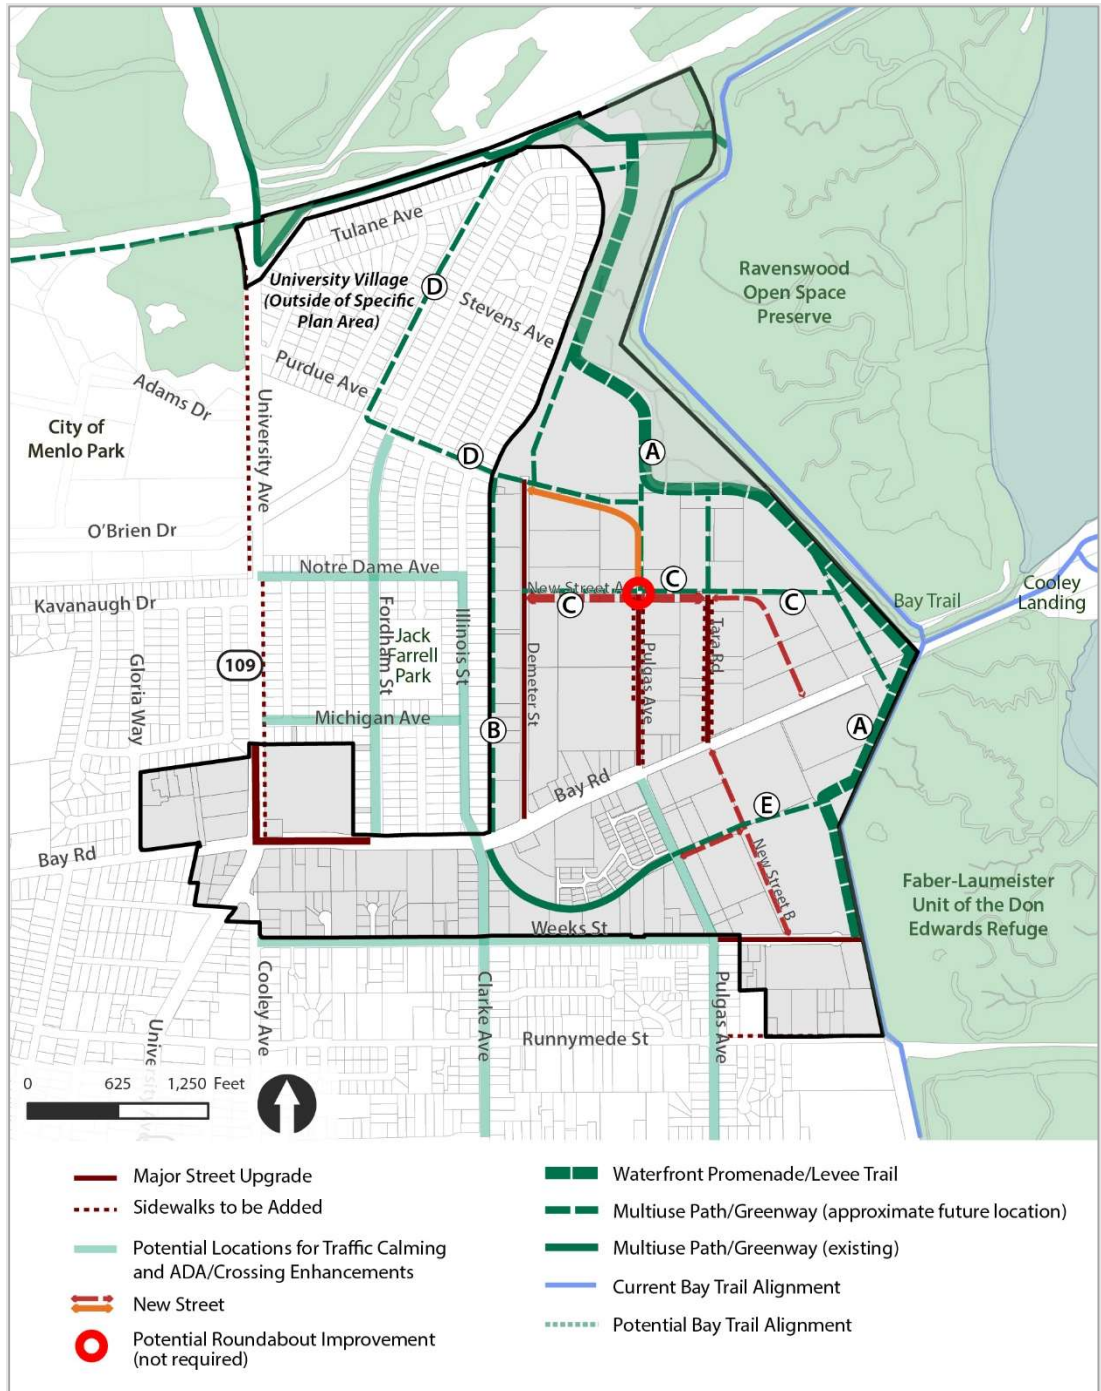 Tulane Ave
University Village
(Outside of Specific
Plan Area)
D
Stevens Ave
Ravenswood
Open Space
Preserve
Purdue Ave
Adams Dr
City of
Menlo Park
University Ave
D
A
O'Brien Dr
Notre Dame Ave
New Street A
C
C
C
Kavanaugh Dr
Bay Trail
Cooley
Landing
Gloria Way
109
Fordham St
Jack
Farrell
Park
Illinois St
Demeter St
Pulgas Ave
Tara Rd
Michigan Ave
B
A
Bay Rd
E
Bay Rd
New Street B
Faber-Laumeister
Unit of the Don
Edwards Refuge
Weeks St
Cooley Ave
Clarke Ave
Pulgas Ave
Runnymede St
University Ave
0 625 1,250 Feet
Major Street Upgrade
Sidewalks to be Added
Potential Locations for Traffic Calming
and ADA/Crossing Enhancements
New Street
Potential Roundabout Improvement
(not required)
Waterfront Promenade/Levee Trail
Multiuse Path/Greenway (approximate future location)
Multiuse Path/Greenway (existing)
Current Bay Trail Alignment
Potential Bay Trail Alignment